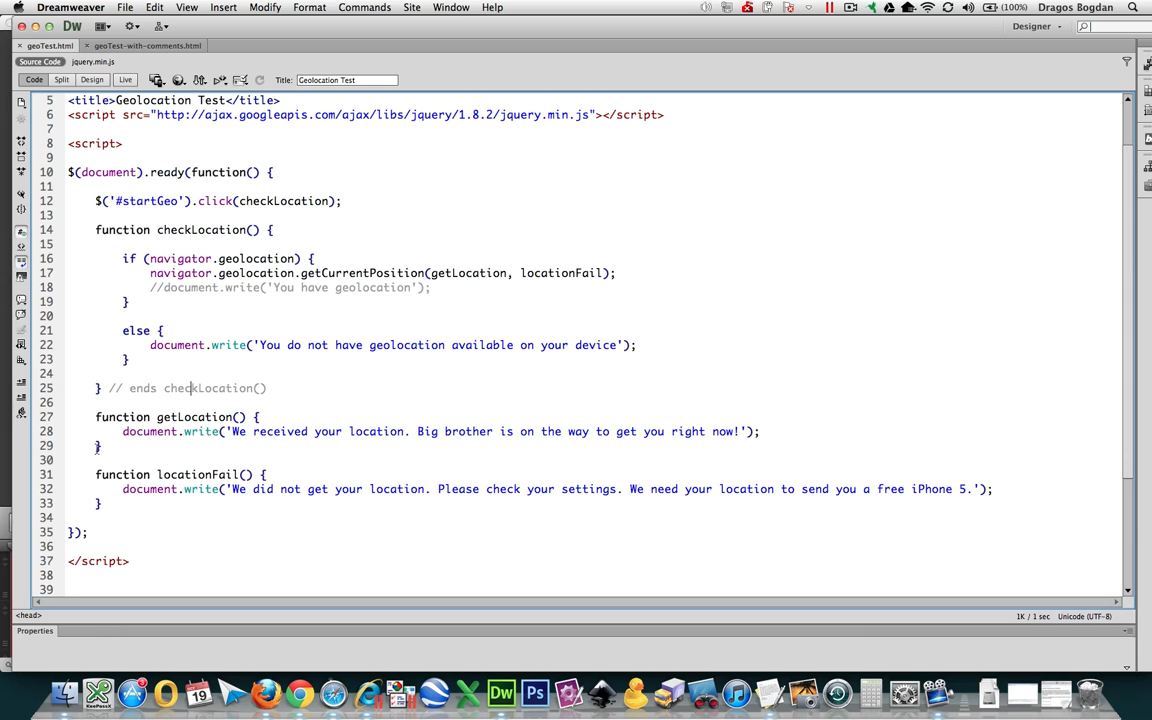 Dreamweaver File Edit View Insert Modify Format Commands Site Window Help (100%) Dragos Bogdan
Dw Designer
geoTest.html geoTest-with-comments.html
Source Code jquery.min.js
Code Split Design Live Title: Geolocation Test
5 <title>Geolocation Test</title>
6 <script src="http://ajax.googleapis.com/ajax/libs/jquery/1.8.2/jquery.min.js"></script>
7
8 <script>
9
10 $(document).ready(function() {
11
12 $('#startGeo').click(checkLocation);
13
14 function checkLocation() {
15
16 if (navigator.geolocation) {
17 navigator.geolocation.getCurrentPosition(getLocation, locationFail);
18 //document.write('You have geolocation');
19 }
20
21 else {
22 document.write('You do not have geolocation available on your device');
23 }
24
25 } // ends checkLocation()
26
27 function getLocation() {
28 document.write('We received your location. Big brother is on the way to get you right now!');
29 }
30
31 function locationFail() {
32 document.write('We did not get your location. Please check your settings. We need your location to send you a free iPhone 5.');
33 }
34
35 });
36
37 </script>
38
39
<head> 1K / 1 sec Unicode (UTF-8)
Properties
KeePassX 3 19 Dw Ps